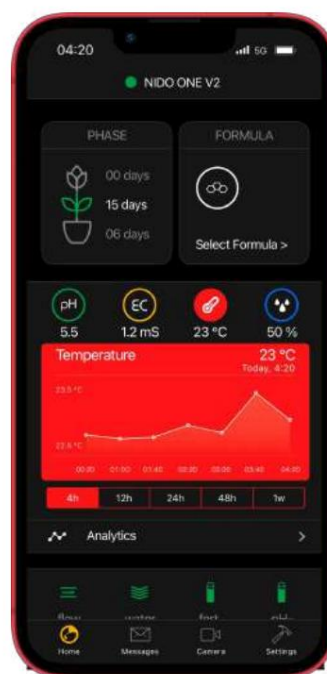 04:20
5G
NIDO ONE V2
PHASE
FORMULA
00 days
15 days
06 days
Select Formula >
pH
EC
5.5
1.2 mS
23 °C
50 %
Temperature
23 °C
Today, 4:20
23.5 °C
22.6 °C
00:20 01:00 01:40 02:20 03:00 03:40 04:20
4h
12h
24h
48h
1w
Analytics
flow
water
fert
pH-
Home
Messages
Camera
Settings